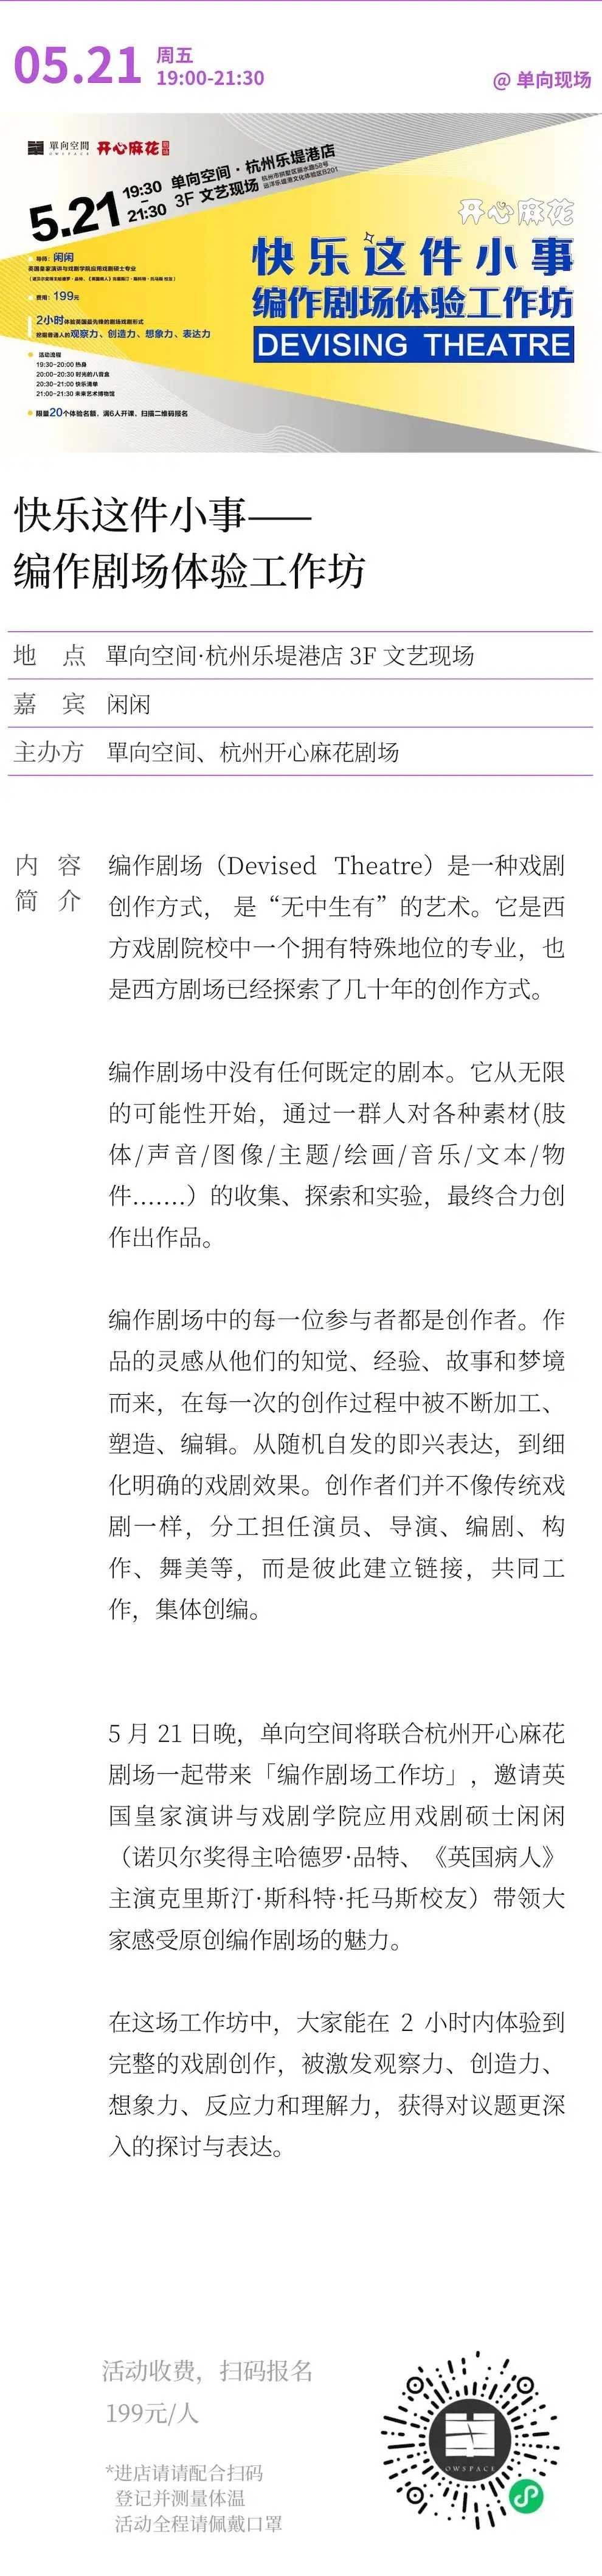 05.21
周五
19:00-21:30
@ 单向现场
單向空間
OWSPACE
开心麻花
5.21
19:30
–
21:30
單向空间·杭州乐堤港店
3F 文艺现场
杭州市拱墅区丽水路58号
远洋乐堤港文化体验区B201
开心麻花
快乐这件小事
编作剧场体验工作坊
DEVISING THEATRE
导师：闲闲
英国皇家演讲与戏剧学院应用戏剧硕士专业
（诺贝尔奖得主哈德罗·品特、《英国病人》克里斯汀·斯科特·托马斯 校友）
费用：199元
2小时体验英国最先锋的剧场戏剧形式
挖掘普通人的观察力、创造力、想象力、表达力
活动流程
19:30-20:00 热身
20:00-20:30 时光的八音盒
20:30-21:00 快乐清单
21:00-21:30 未来艺术博物馆
限量20个体验名额，满6人开课，扫描二维码报名
快乐这件小事——
编作剧场体验工作坊
地 点 單向空间·杭州乐堤港店 3F 文艺现场
嘉 宾 闲闲
主办方 單向空间、杭州开心麻花剧场
内 容
简 介
编作剧场（Devised Theatre）是一种戏剧
创作方式， 是“无中生有”的艺术。它是西
方戏剧院校中一个拥有特殊地位的专业，也
是西方剧场已经探索了几十年的创作方式。
编作剧场中没有任何既定的剧本。它从无限
的可能性开始，通过一群人对各种素材(肢
体/声音/图像/主题/绘画/音乐/文本/物
件.......）的收集、探索和实验，最终合力创
作出作品。
编作剧场中的每一位参与者都是创作者。作
品的灵感从他们的知觉、经验、故事和梦境
而来，在每一次的创作过程中被不断加工、
塑造、编辑。从随机自发的即兴表达，到细
化明确的戏剧效果。创作者们并不像传统戏
剧一样，分工担任演员、导演、编剧、构
作、舞美等，而是彼此建立链接，共同工
作，集体创编。
5 月 21 日晚，单向空间将联合杭州开心麻花
剧场一起带来「编作剧场工作坊」，邀请英
国皇家演讲与戏剧学院应用戏剧硕士闲闲
（诺贝尔奖得主哈德罗·品特、《英国病人》
主演克里斯汀·斯科特·托马斯校友）带领大
家感受原创编作剧场的魅力。
在这场工作坊中，大家能在 2 小时内体验到
完整的戏剧创作，被激发观察力、创造力、
想象力、反应力和理解力，获得对议题更深
入的探讨与表达。
活动收费，扫码报名
199元/人
*进店请请配合扫码
登记并测量体温
活动全程请佩戴口罩
OWSPACE